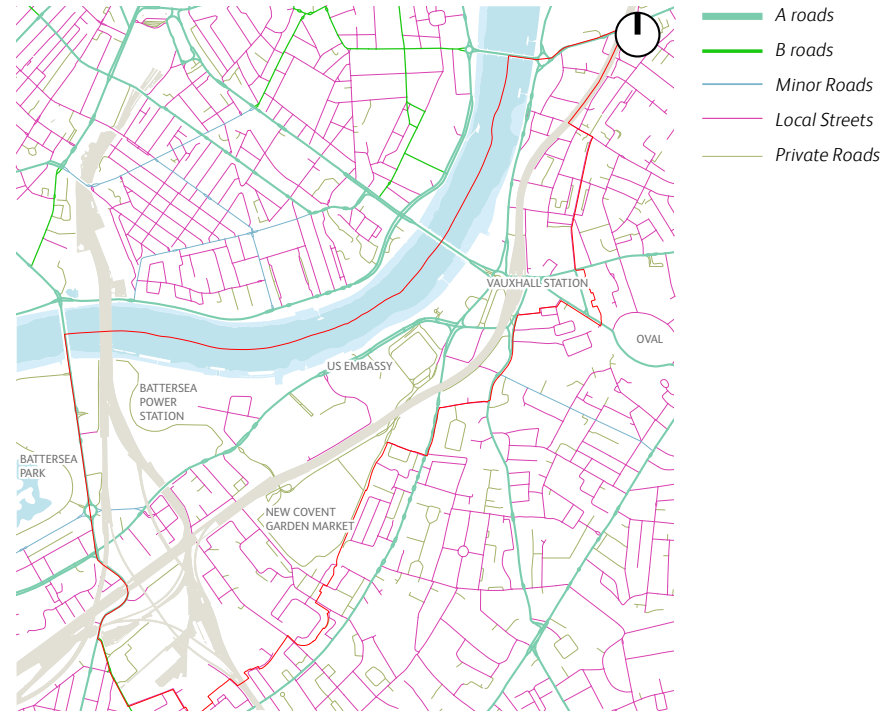 A roads
B roads
Minor Roads
Local Streets
Private Roads
VAUXHALL STATION
OVAL
US EMBASSY
BATTERSEA
POWER
STATION
BATTERSEA
PARK
NEW COVENT
GARDEN MARKET